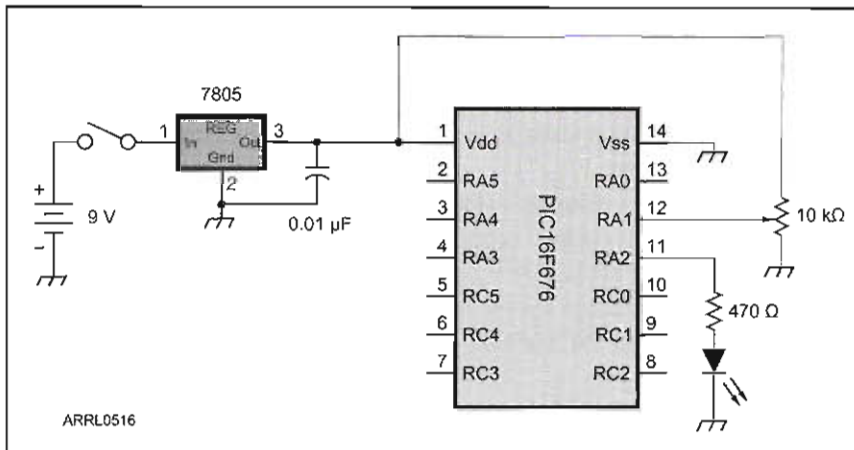 7805
1
REG
In
Out
3
Gnd
2
+
9 V
-
0.01 µF
1
Vdd
2
RA5
3
RA4
4
RA3
5
RC5
6
RC4
7
RC3
PIC16F676
Vss
14
RA0
13
RA1
12
RA2
11
RC0
10
RC1
9
RC2
8
10 kΩ
470 Ω
ARRL0516